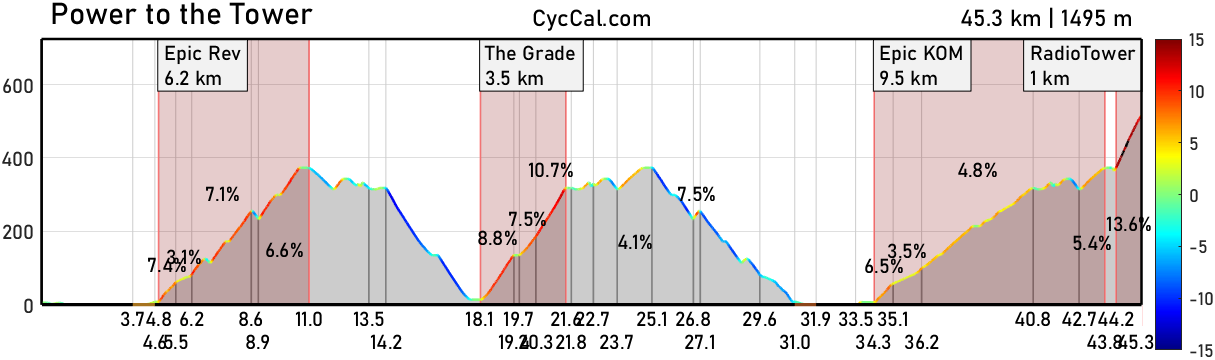 Power to the Tower
CycCal.com
45.3 km | 1495 m
Epic Rev
6.2 km
The Grade
3.5 km
Epic KOM
9.5 km
RadioTower
1 km
600
400
200
0
7.4%
3.1%
7.1%
6.6%
8.8%
7.5%
10.7%
4.1%
7.5%
6.5%
3.5%
4.8%
5.4%
13.6%
3.7 4.8 6.2 8.6 11.0 13.5 18.1 19.7 21.6 22.7 25.1 26.8 29.6 31.9 33.5 35.1 40.8 42.7 44.2
5.5 8.9 14.2 20.3 21.8 23.7 27.1 31.0 34.3 36.2 43.8 45.3
15
10
5
0
−5
−10
−15